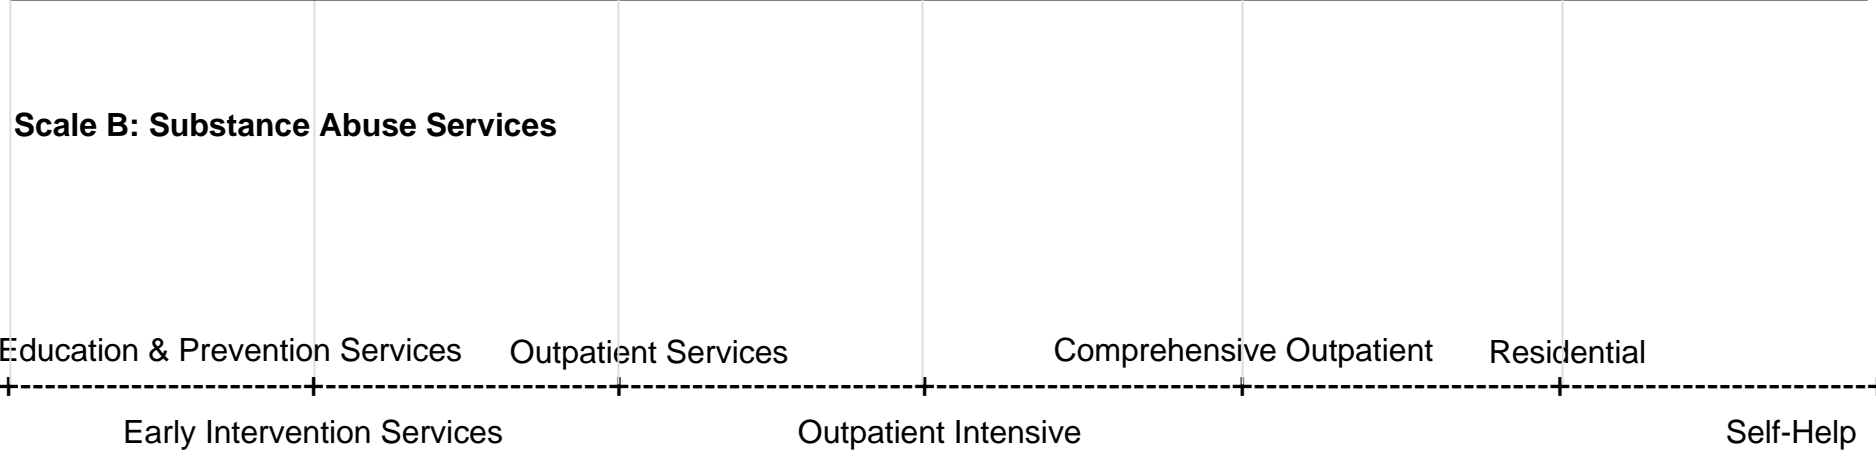 Scale B: Substance Abuse Services
Education & Prevention Services Outpatient Services Comprehensive Outpatient Residential
Early Intervention Services Outpatient Intensive Self-Help